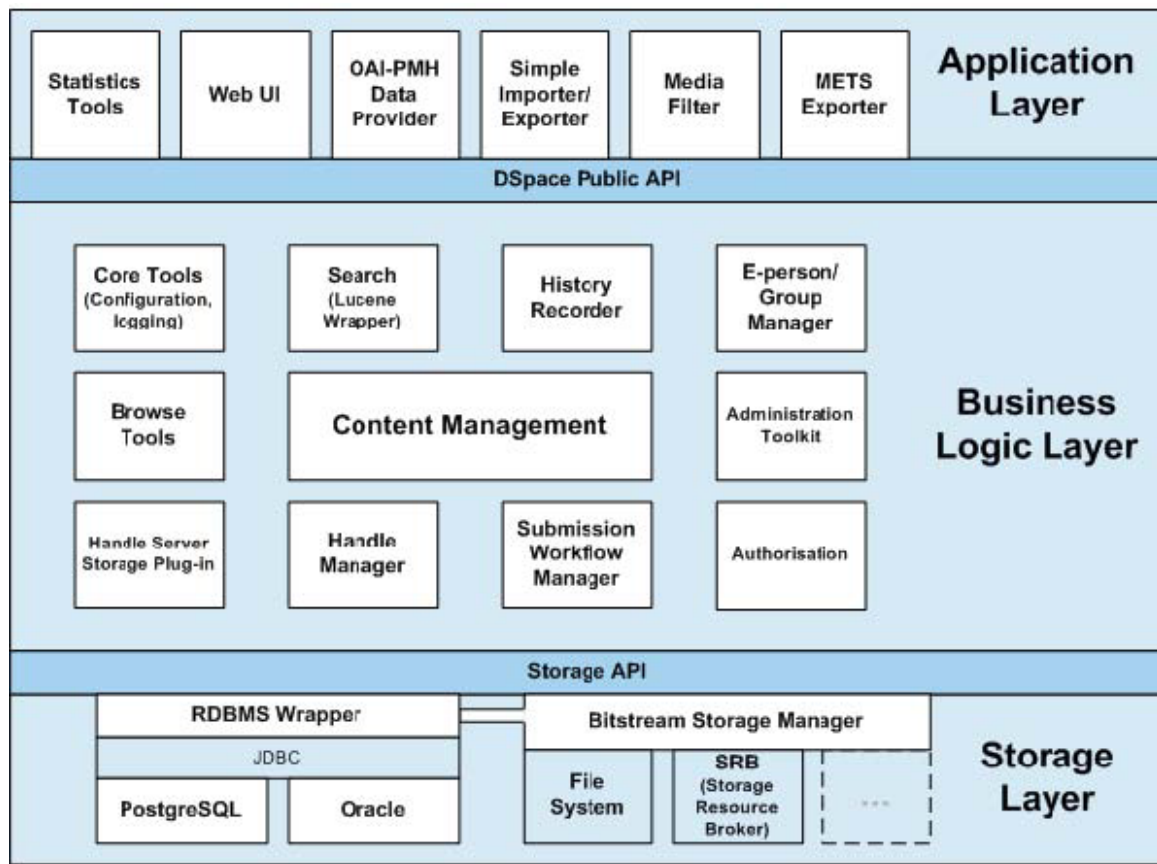 Statistics
Tools
Web UI
OAI-PMH
Data
Provider
Simple
Importer/
Exporter
Media
Filter
METS
Exporter
Application
Layer
DSpace Public API
Core Tools
(Configuration,
logging)
Search
(Lucene
Wrapper)
History
Recorder
E-person/
Group
Manager
Browse
Tools
Content Management
Administration
Toolkit
Business
Logic Layer
Handle Server
Storage Plug-in
Handle
Manager
Submission
Workflow
Manager
Authorisation
Storage API
RDBMS Wrapper
JDBC
PostgreSQL
Oracle
Bitstream Storage Manager
File
System
SRB
(Storage
Resource
Broker)
...
Storage
Layer